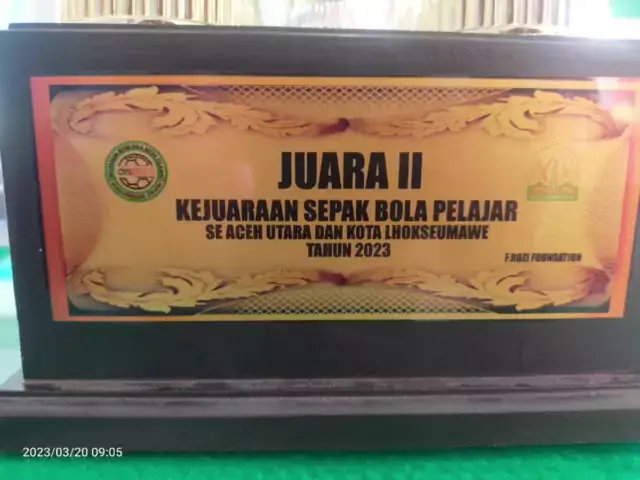 JUARA II
KEJUARAAN SEPAK BOLA PELAJAR
SE ACEH UTARA DAN KOTA LHOKSEUMAWE
TAHUN 2023
FOUNDATION
2023/03/20 09:05